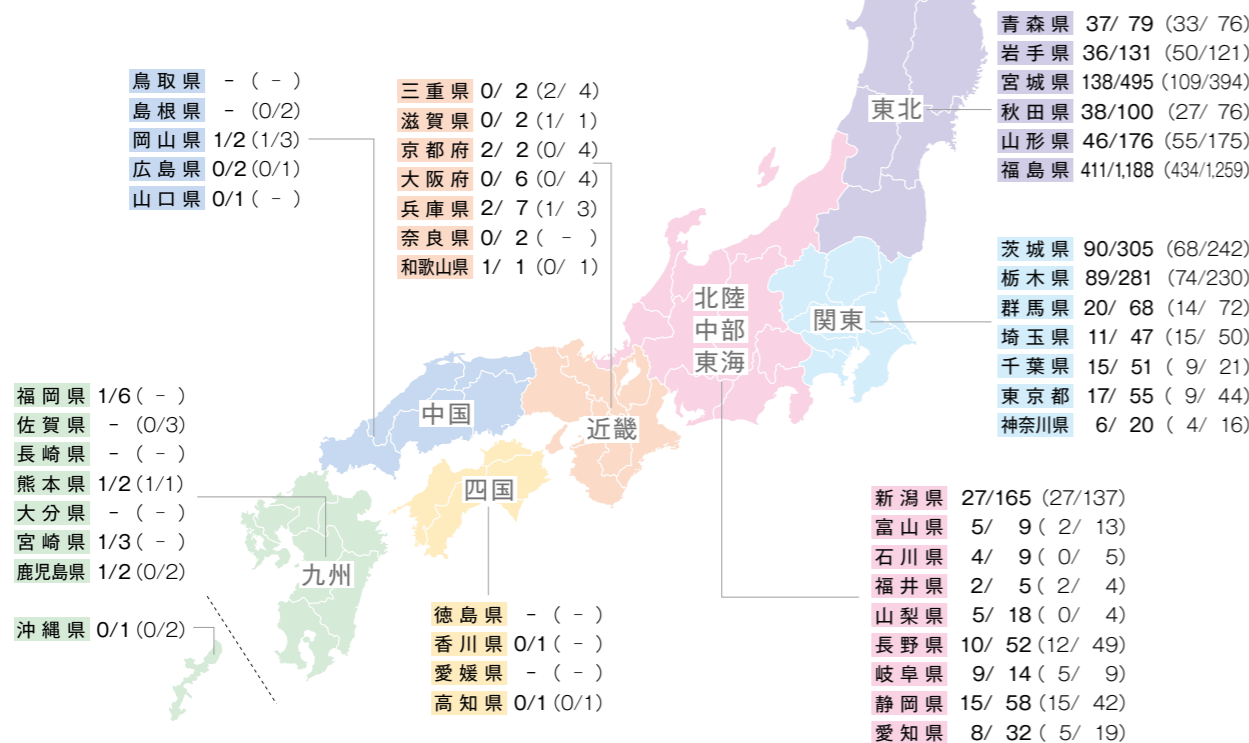 青森県 37/ 79 (33/ 76)
岩手県 36/131 (50/121)
宮城県 138/495 (109/394)
秋田県 38/100 (27/ 76)
山形県 46/176 (55/175)
福島県 411/1,188 (434/1,259)
東北
鳥取県 - ( - )
島根県 - (0/2)
岡山県 1/2 (1/3)
広島県 0/2 (0/1)
山口県 0/1 ( - )
三重県 0/ 2 (2/ 4)
滋賀県 0/ 2 (1/ 1)
京都府 2/ 2 (0/ 4)
大阪府 0/ 6 (0/ 4)
兵庫県 2/ 7 (1/ 3)
奈良県 0/ 2 ( - )
和歌山県 1/ 1 (0/ 1)
茨城県 90/305 (68/242)
栃木県 89/281 (74/230)
群馬県 20/ 68 (14/ 72)
埼玉県 11/ 47 (15/ 50)
千葉県 15/ 51 ( 9/ 21)
東京都 17/ 55 ( 9/ 44)
神奈川県 6/ 20 ( 4/ 16)
北陸
中部
東海
関東
中国
近畿
四国
九州
福岡県 1/6 ( - )
佐賀県 - (0/3)
長崎県 - ( - )
熊本県 1/2 (1/1)
大分県 - ( - )
宮崎県 1/3 ( - )
鹿児島県 1/2 (0/2)
沖縄県 0/1 (0/2)
徳島県 - ( - )
香川県 0/1 ( - )
愛媛県 - ( - )
高知県 0/1 (0/1)
新潟県 27/165 (27/137)
富山県 5/ 9 ( 2/ 13)
石川県 4/ 9 ( 0/ 5)
福井県 2/ 5 ( 2/ 4)
山梨県 5/ 18 ( 0/ 4)
長野県 10/ 52 (12/ 49)
岐阜県 9/ 14 ( 5/ 9)
静岡県 15/ 58 (15/ 42)
愛知県 8/ 32 ( 5/ 19)